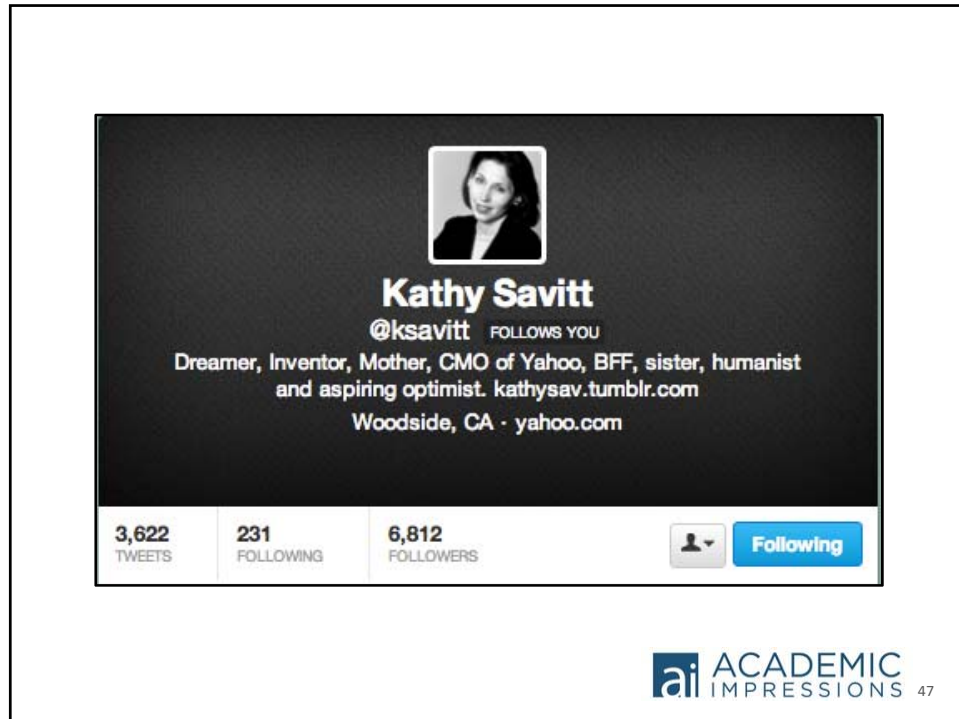 Kathy Savitt
@ksavitt FOLLOWS YOU
Dreamer, Inventor, Mother, CMO of Yahoo, BFF, sister, humanist
and aspiring optimist. kathysav.tumblr.com
Woodside, CA · yahoo.com
3,622 231 6,812
TWEETS FOLLOWING FOLLOWERS
Following
ai ACADEMIC
IMPRESSIONS 47